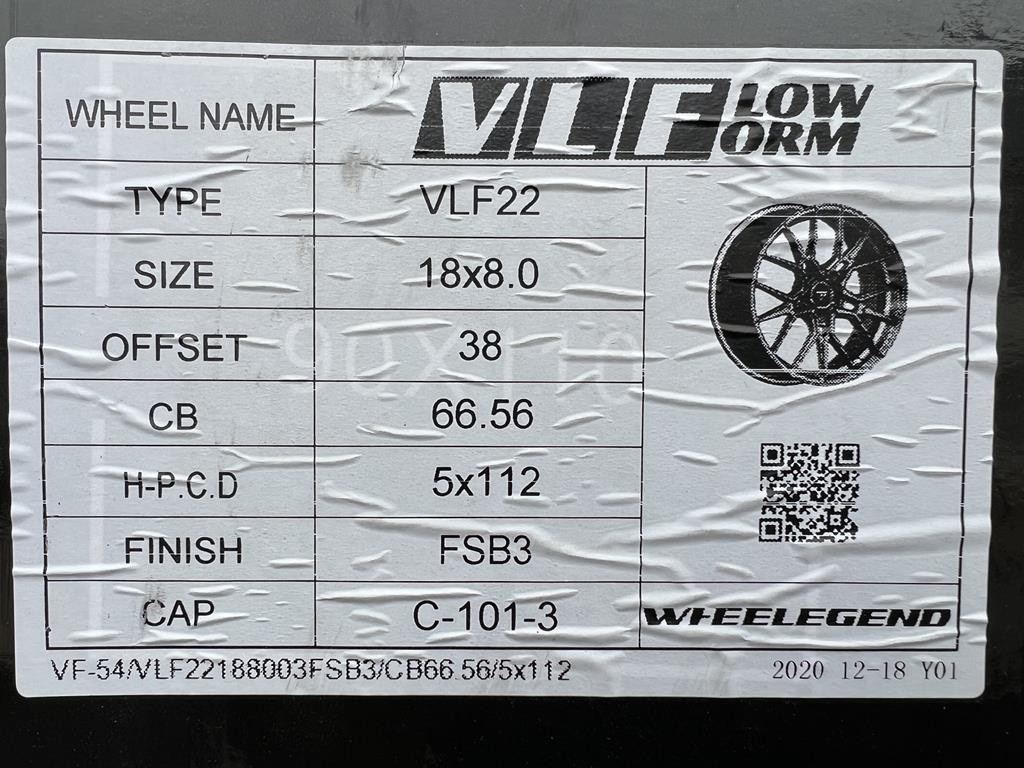 WHEEL NAME
VLF LOW
ORM
TYPE VLF22
SIZE 18x8.0
OFFSET 38
CB 66.56
H-P.C.D 5x112
FINISH FSB3
CAP C-101-3
WHEELEGEND
VF-54/VLF22188003FSB3/CB66.56/5x112
2020 12-18 Y01